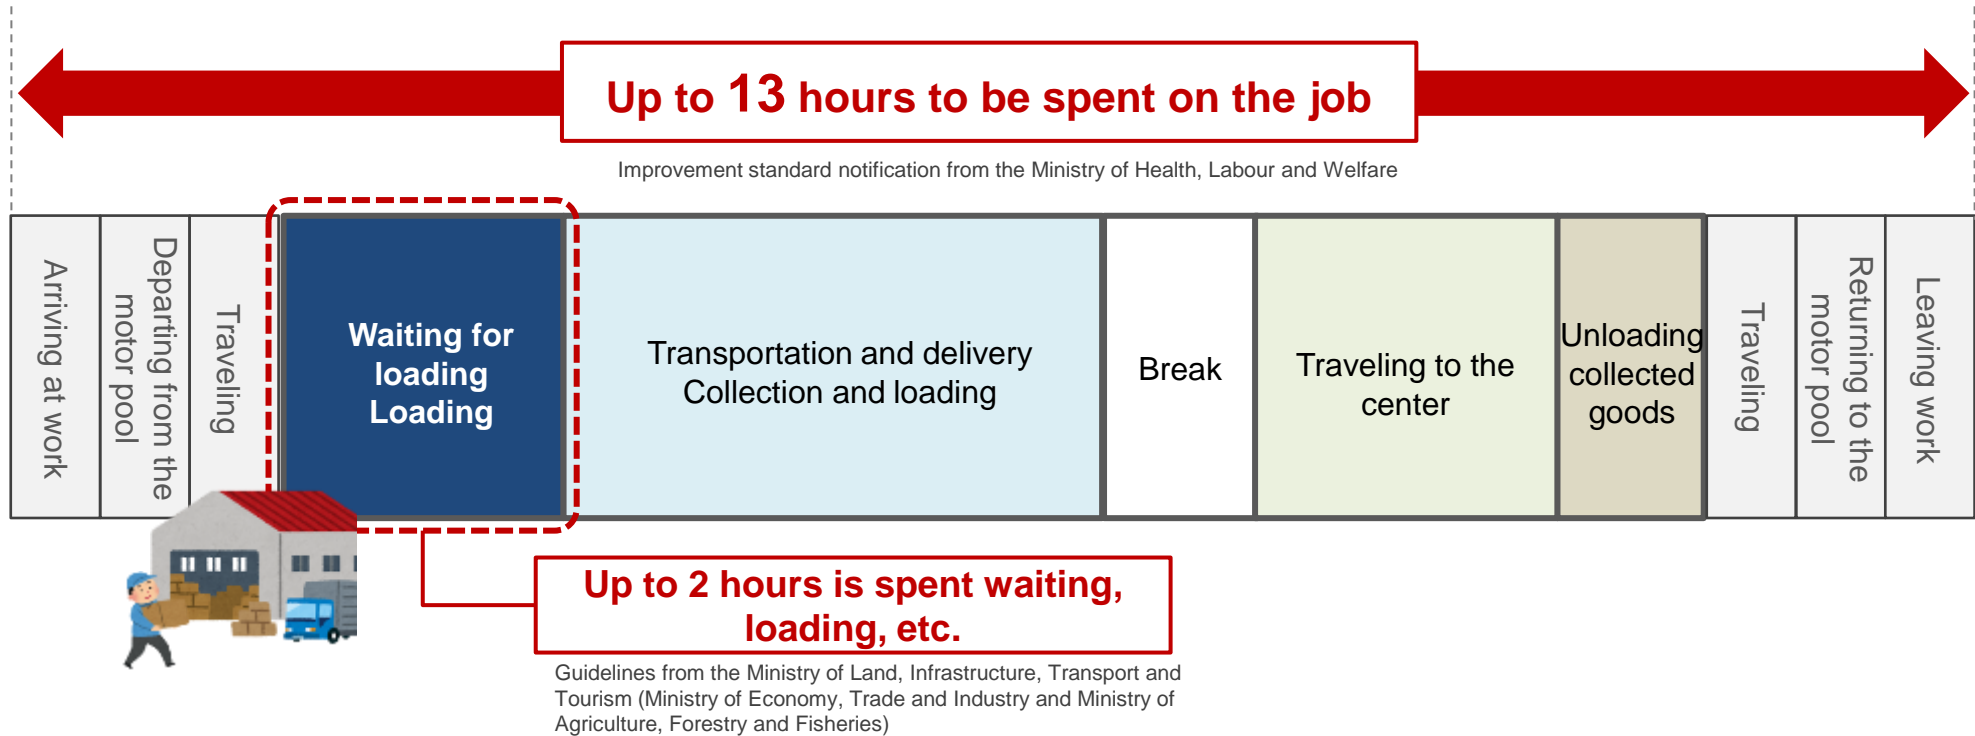 Up to 13 hours to be spent on the job
Improvement standard notification from the Ministry of Health, Labour and Welfare
Arriving at work
Departing from the
motor pool
Traveling
Waiting for
loading
Loading
Transportation and delivery
Collection and loading
Break
Traveling to the
center
Unloading
collected
goods
Traveling
Returning to the
motor pool
Leaving work
Up to 2 hours is spent waiting,
loading, etc.
Guidelines from the Ministry of Land, Infrastructure, Transport and
Tourism (Ministry of Economy, Trade and Industry and Ministry of
Agriculture, Forestry and Fisheries)